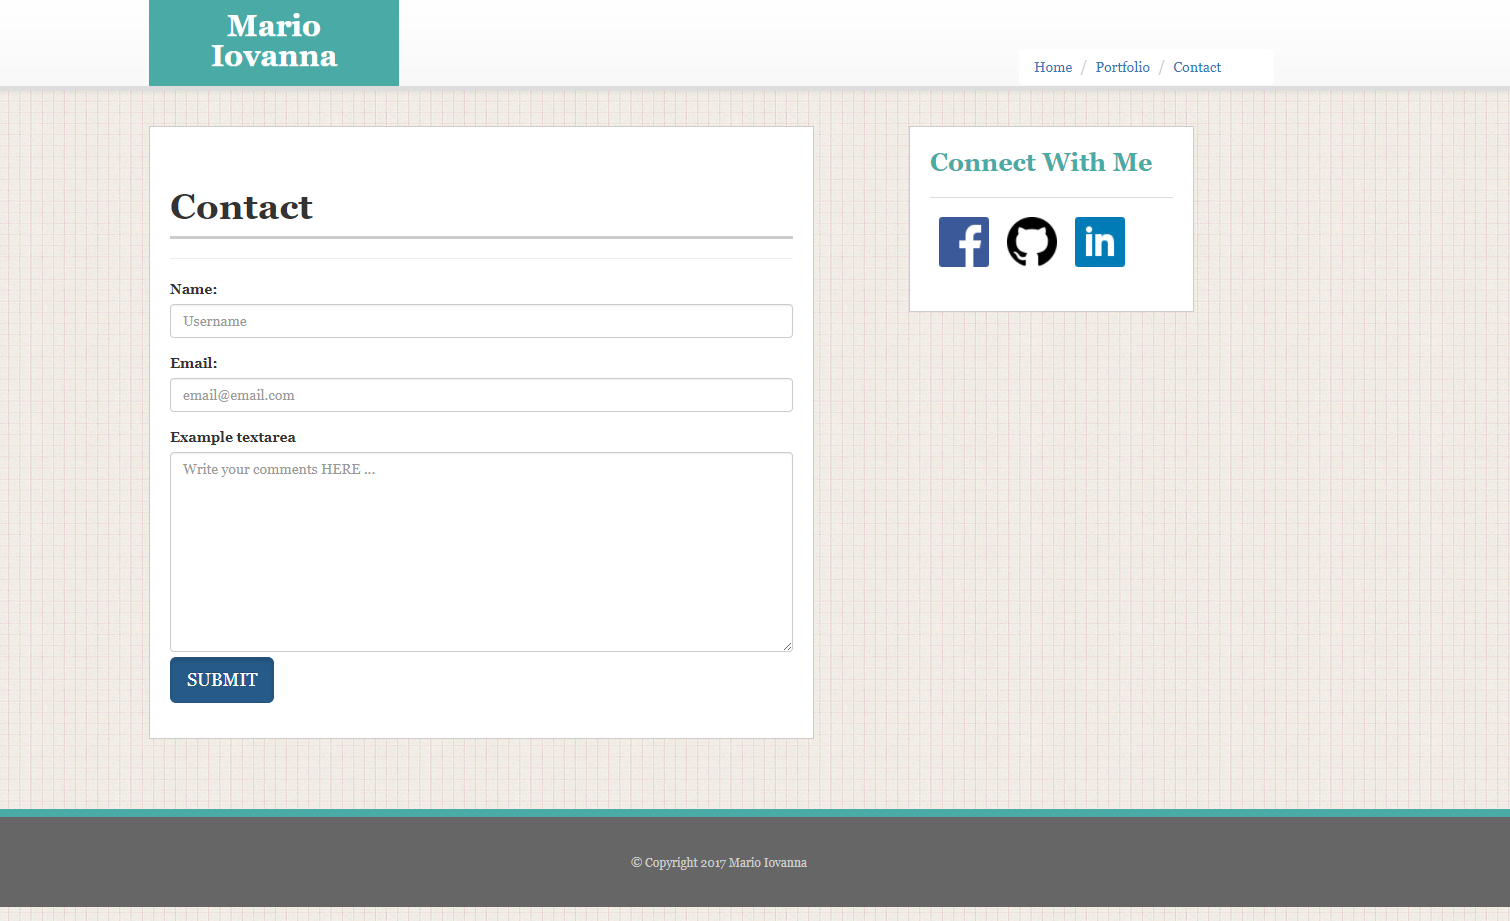 Mario
Iovanna
Home / Portfolio / Contact
Contact
Name:
Username
Email:
email@email.com
Example textarea
Write your comments HERE ...
SUBMIT
Connect With Me
f
in
© Copyright 2017 Mario Iovanna